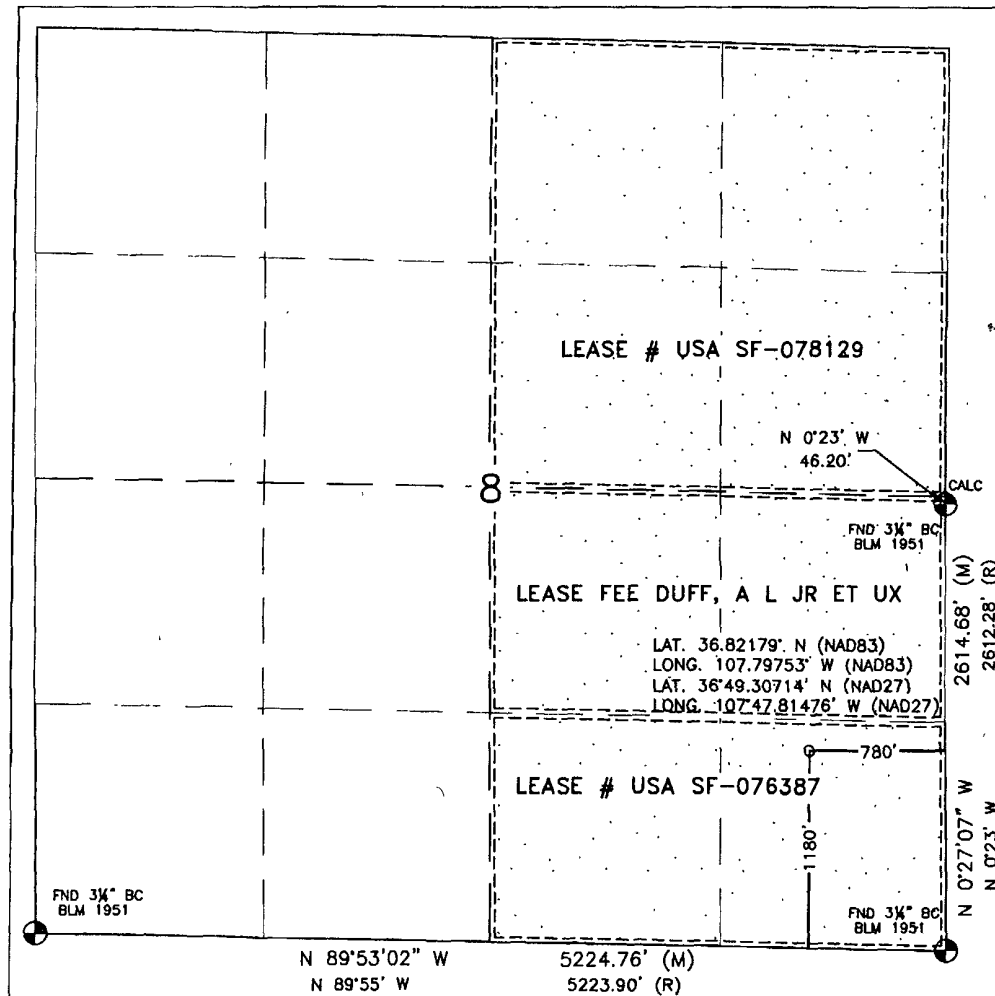 LEASE # USA SF-078129
N 0°23' W
46.20'
CALC
FND 3¼" BC
BLM 1951
8
LEASE FEE DUFF, A L JR ET UX
LAT. 36.82179° N (NAD83)
LONG. 107.79753° W (NAD83)
LAT. 36°49.30714' N (NAD27)
LONG. 107°47.81476' W (NAD27)
2614.68' (M)
2612.28' (R)
780'
LEASE # USA SF-076387
1180'
N 0°27'07" W
N 0°23' W
FND 3¼" BC
BLM 1951
FND 3¼" BC
BLM 1951
N 89°53'02" W 5224.76' (M)
N 89°55' W 5223.90' (R)